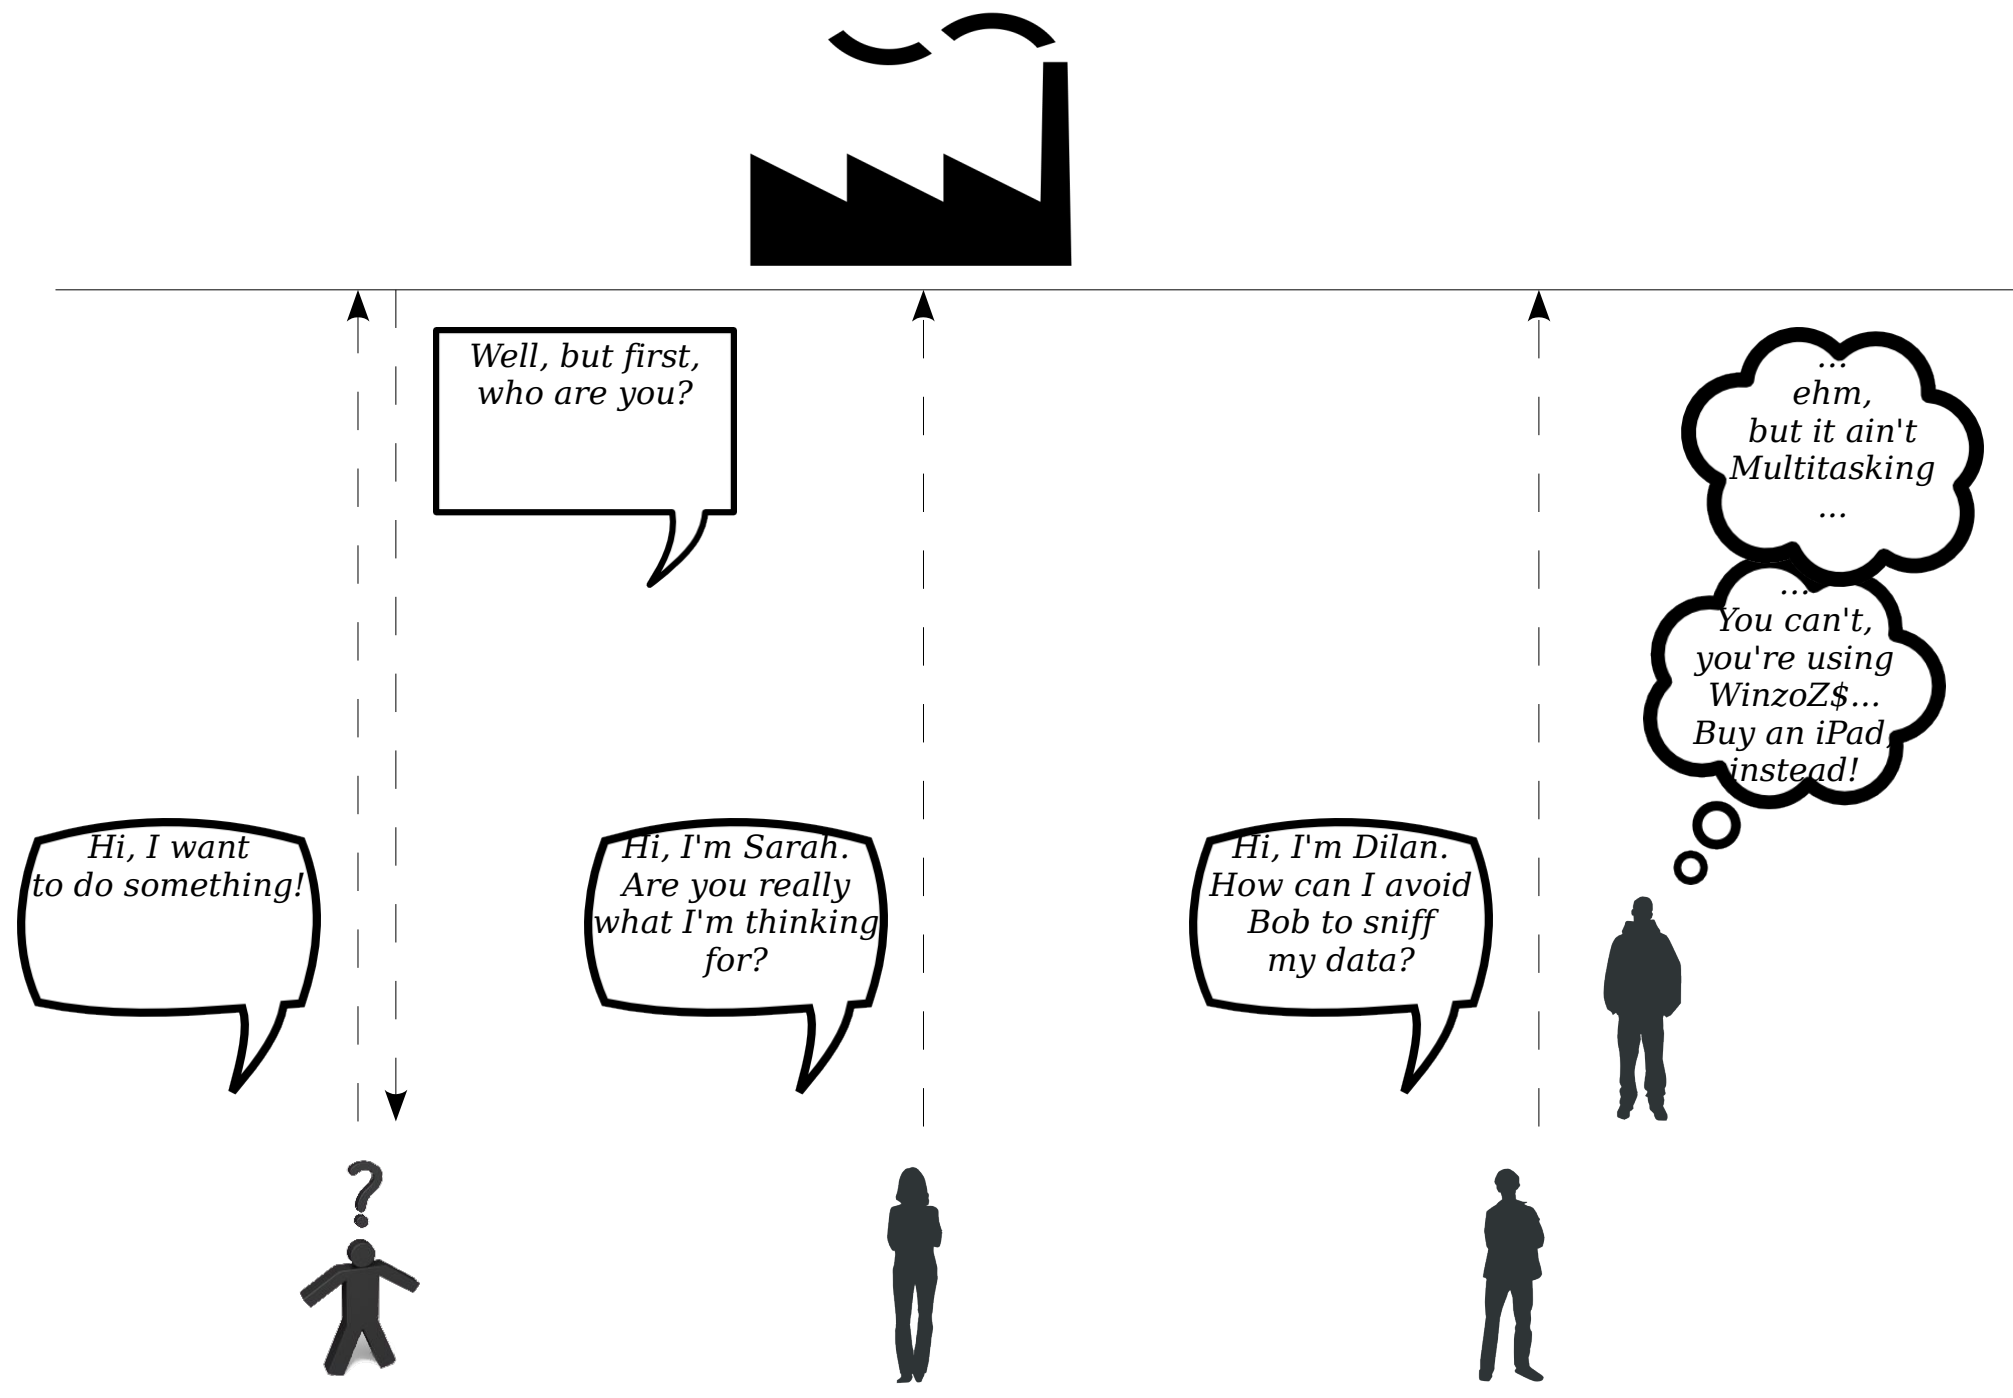 Well, but first,
who are you?
...
ehm,
but it ain't
Multitasking
...
...
You can't,
you're using
WinzoZ$...
Buy an iPad,
instead!
Hi, I want
to do something!
Hi, I'm Sarah.
Are you really
what I'm thinking
for?
Hi, I'm Dilan.
How can I avoid
Bob to sniff
my data?
?